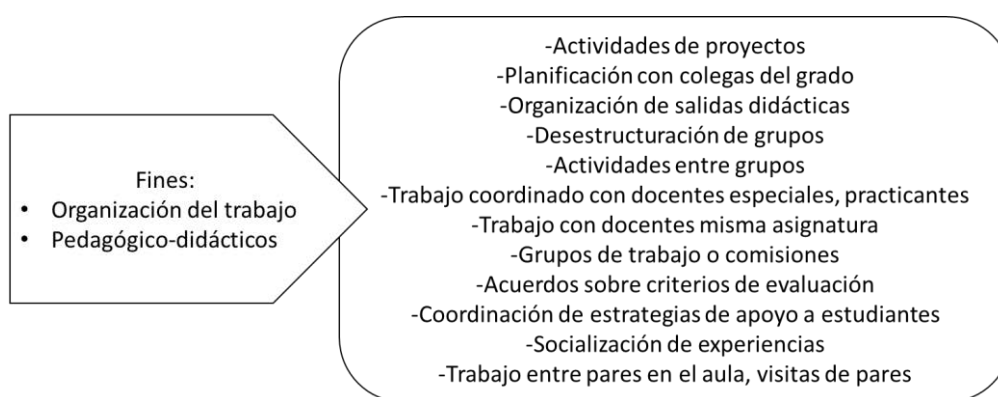 Fines:
• Organización del trabajo
• Pedagógico-didácticos
-Actividades de proyectos
-Planificación con colegas del grado
-Organización de salidas didácticas
-Desestructuración de grupos
-Actividades entre grupos
-Trabajo coordinado con docentes especiales, practicantes
-Trabajo con docentes misma asignatura
-Grupos de trabajo o comisiones
-Acuerdos sobre criterios de evaluación
-Coordinación de estrategias de apoyo a estudiantes
-Socialización de experiencias
-Trabajo entre pares en el aula, visitas de pares